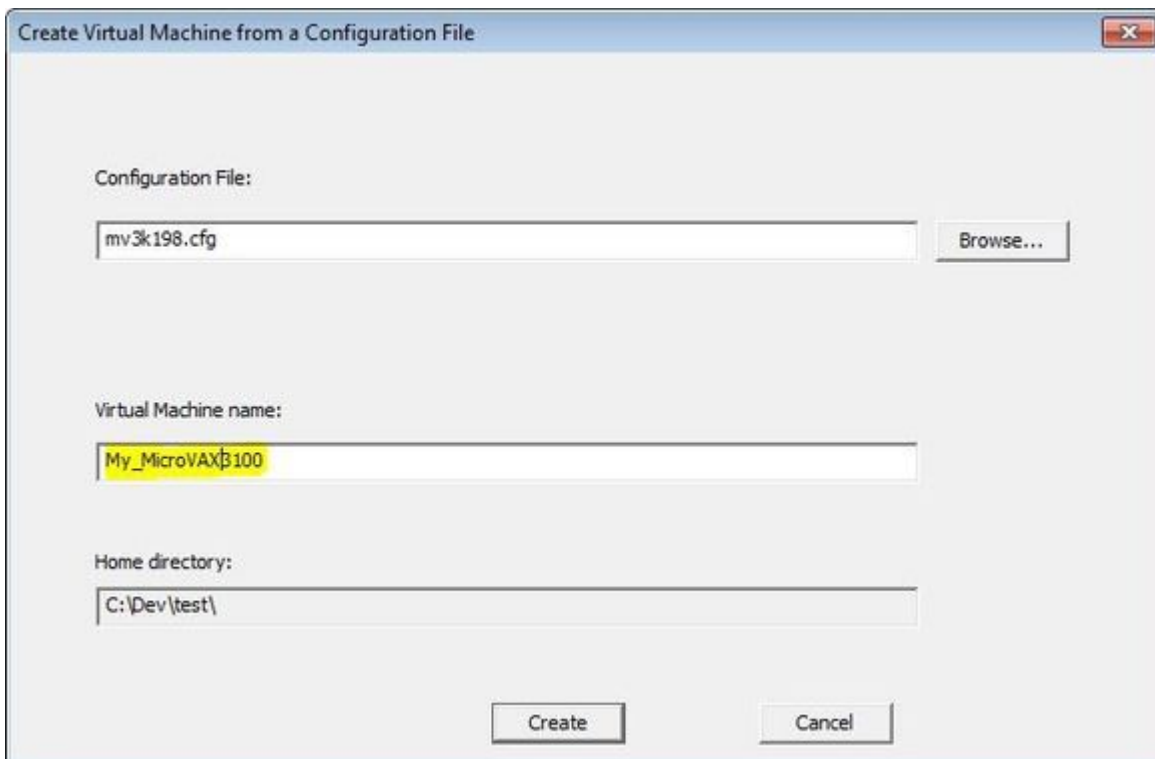 Create Virtual Machine from a Configuration File
Configuration File:
mv3k198.cfg
Browse...
Virtual Machine name:
My_MicroVAX3100
Home directory:
C:\Dev\test\
Create
Cancel